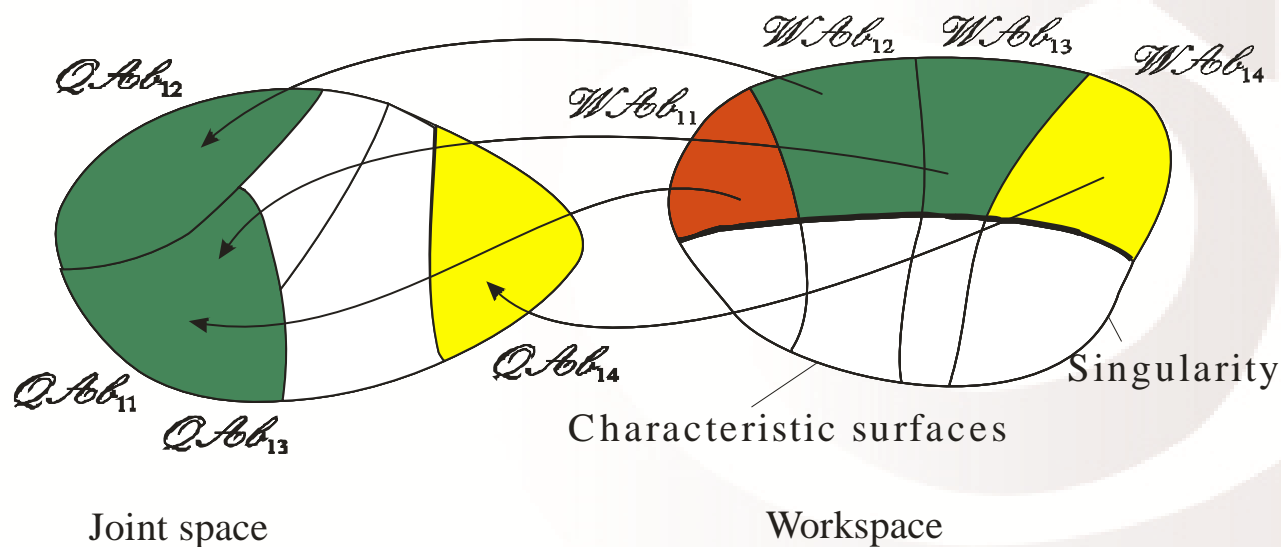 𝒲𝒜b₁₂ 𝒲𝒜b₁₃
𝒲𝒜b₁₄
𝒬𝒜b₁₂
𝒲𝒜b₁₁
𝒬𝒜b₁₄
𝒬𝒜b₁₁
𝒬𝒜b₁₃
Singularity
Characteristic surfaces
Joint space
Workspace